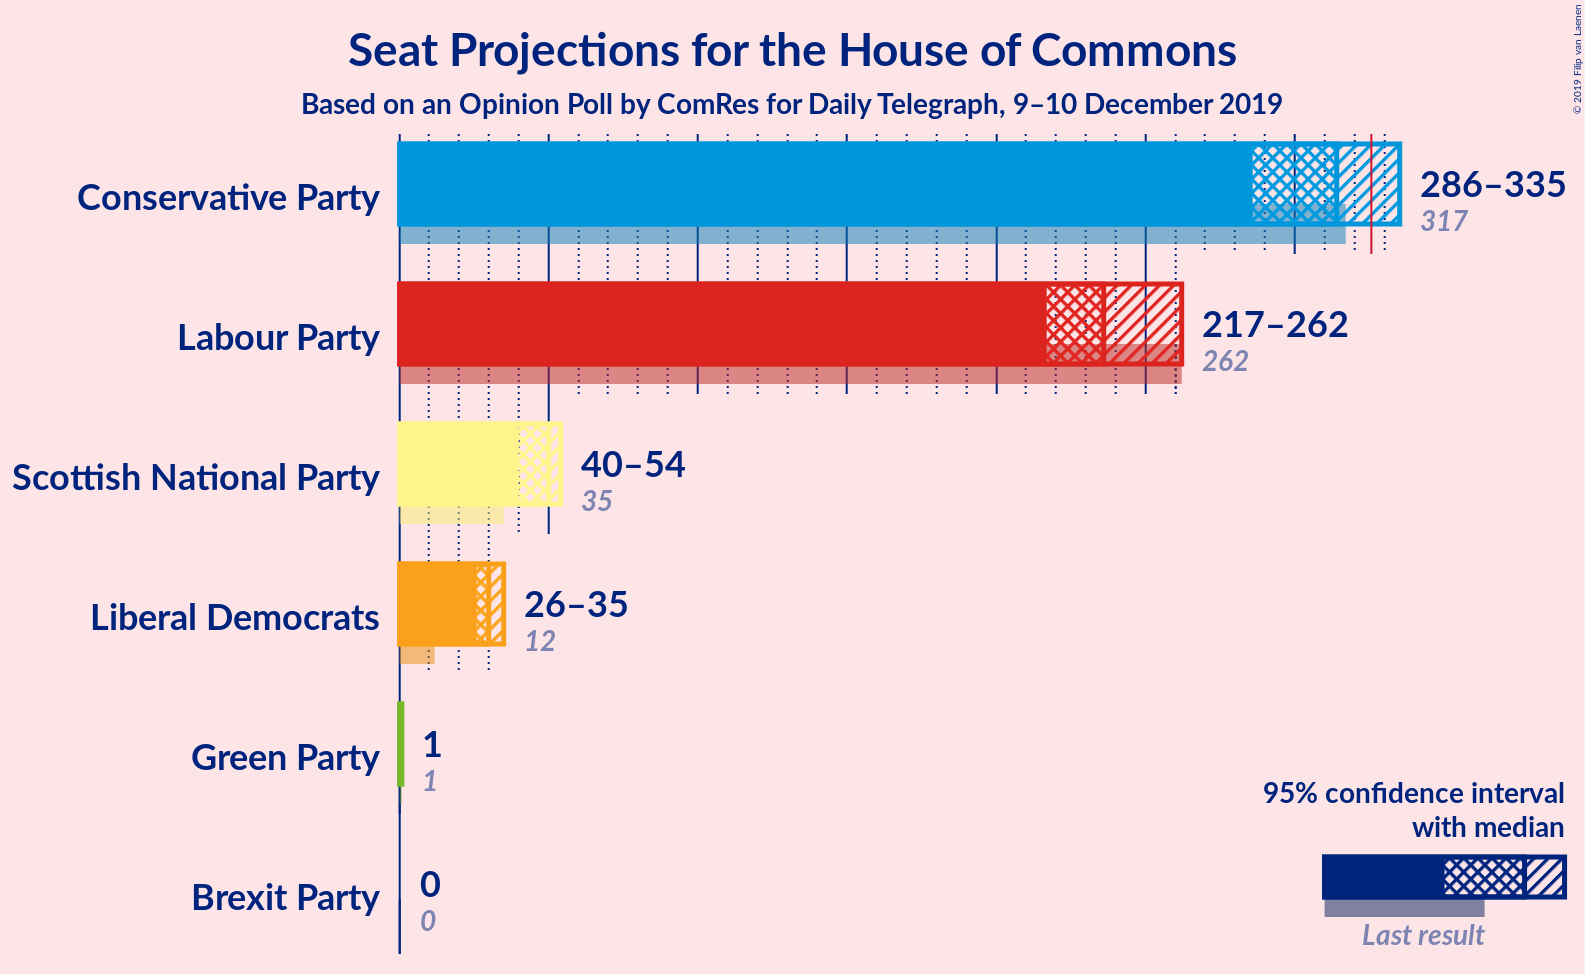 Seat Projections for the House of Commons
Based on an Opinion Poll by ComRes for Daily Telegraph, 9–10 December 2019
© 2019 Filip van Laenen
Conservative Party
286–335
317
Labour Party
217–262
262
Scottish National Party
40–54
35
Liberal Democrats
26–35
12
Green Party
1
1
Brexit Party
0
0
95% confidence interval
with median
Last result